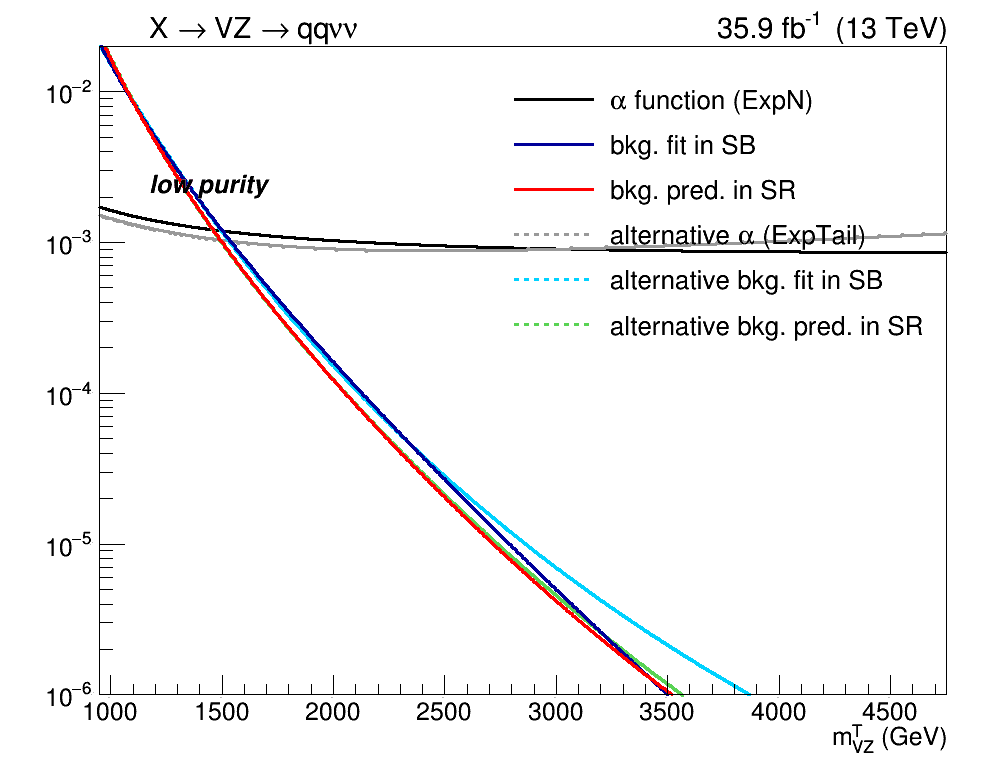 X → VZ → qqνν
35.9 fb⁻¹ (13 TeV)
10⁻²
10⁻³
10⁻⁴
10⁻⁵
10⁻⁶
low purity
α function (ExpN)
bkg. fit in SB
bkg. pred. in SR
alternative α (ExpTail)
alternative bkg. fit in SB
alternative bkg. pred. in SR
1000 1500 2000 2500 3000 3500 4000 4500
m^T_VZ (GeV)